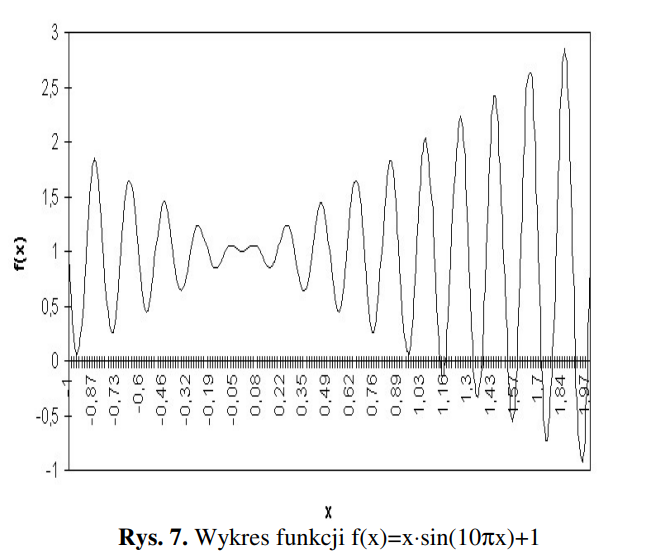 3
2,5
2
1,5
1
0,5
0
-0,5
-1
f(x)
-1 -0,87 -0,73 -0,6 -0,46 -0,32 -0,19 -0,05 0,08 0,22 0,35 0,49 0,62 0,76 0,89 1,03 1,16 1,3 1,43 1,57 1,7 1,84 1,97
x
Rys. 7. Wykres funkcji f(x)=x·sin(10πx)+1